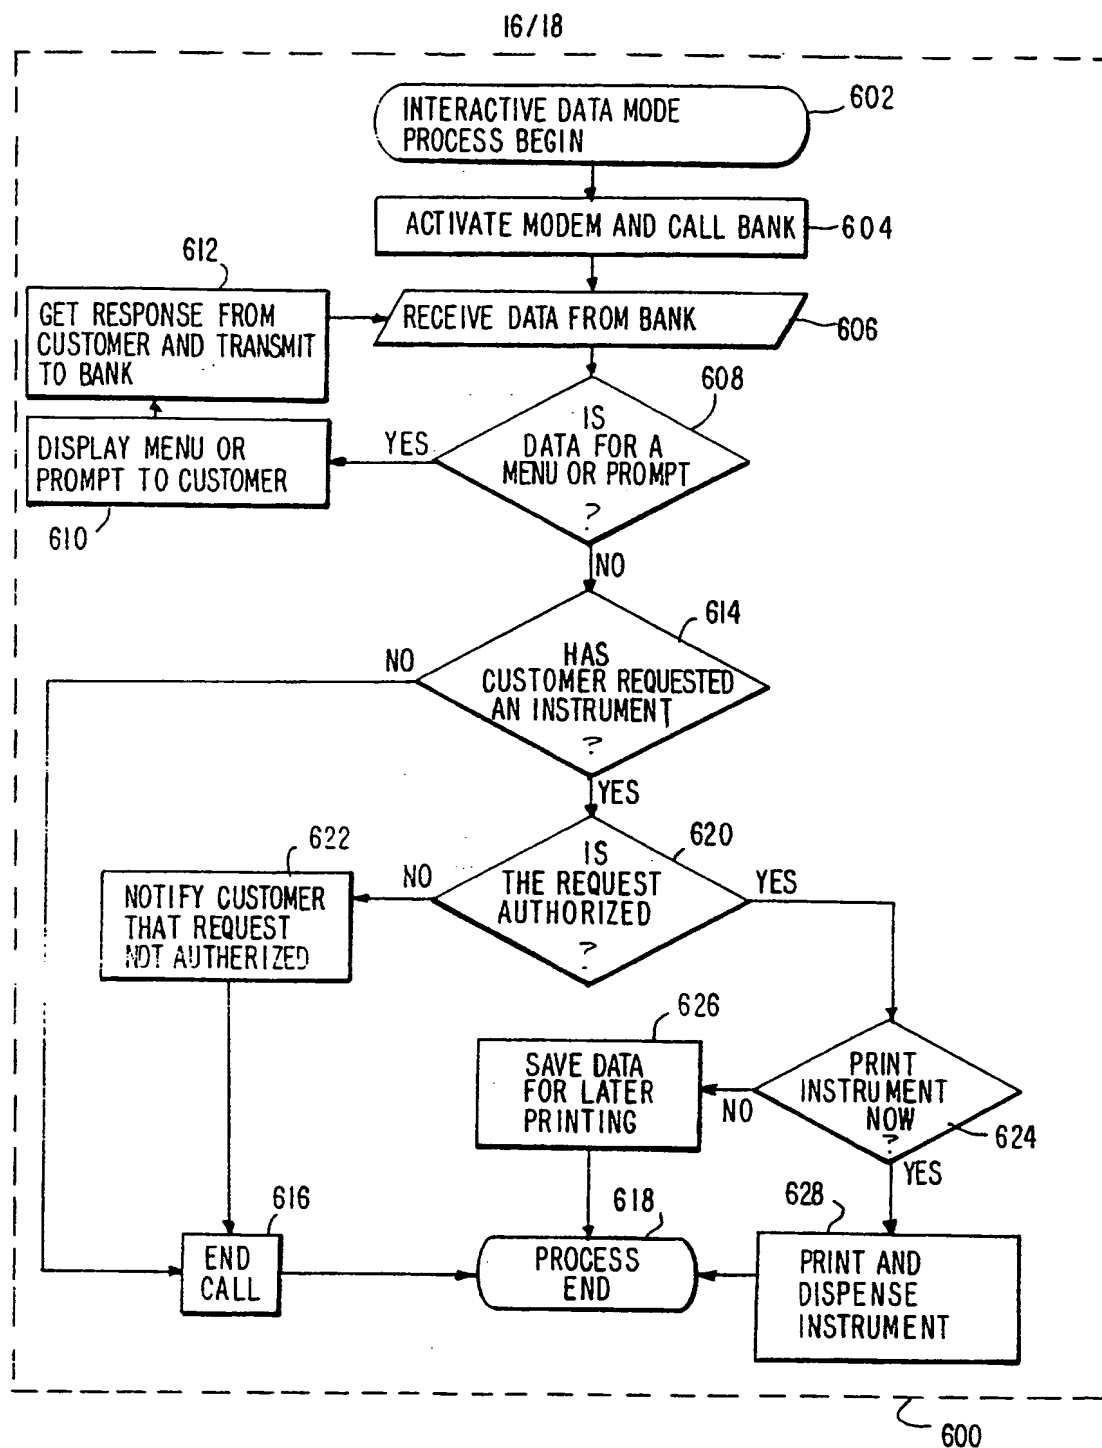 16/18
INTERACTIVE DATA MODE
PROCESS BEGIN
602
ACTIVATE MODEM AND CALL BANK
604
612
GET RESPONSE FROM
CUSTOMER AND TRANSMIT
TO BANK
RECEIVE DATA FROM BANK
606
608
IS
DATA FOR A
MENU OR PROMPT
?
YES
DISPLAY MENU OR
PROMPT TO CUSTOMER
610
NO
614
HAS
CUSTOMER REQUESTED
AN INSTRUMENT
?
NO
YES
620
IS
THE REQUEST
AUTHORIZED
?
NO
YES
622
NOTIFY CUSTOMER
THAT REQUEST
NOT AUTHERIZED
626
SAVE DATA
FOR LATER
PRINTING
PRINT
INSTRUMENT
NOW
?
NO
624
YES
616
END
CALL
618
PROCESS
END
628
PRINT AND
DISPENSE
INSTRUMENT
600